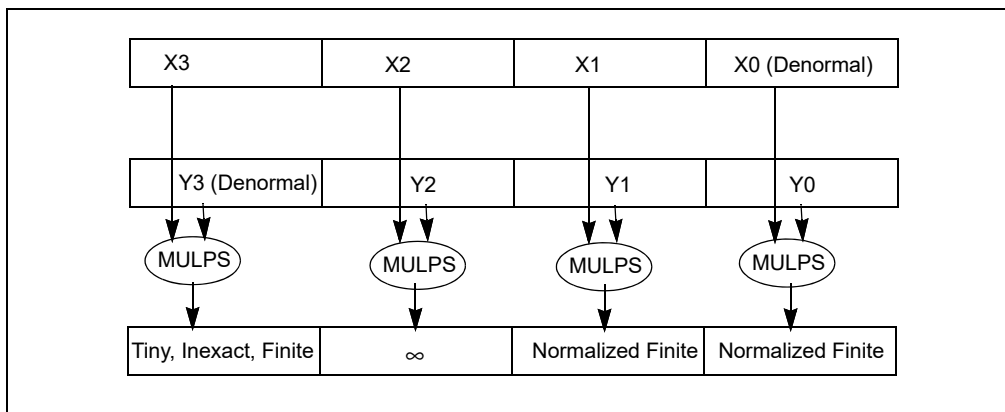 X3 X2 X1 X0 (Denormal)
Y3 (Denormal) Y2 Y1 Y0
MULPS MULPS MULPS MULPS
Tiny, Inexact, Finite ∞ Normalized Finite Normalized Finite